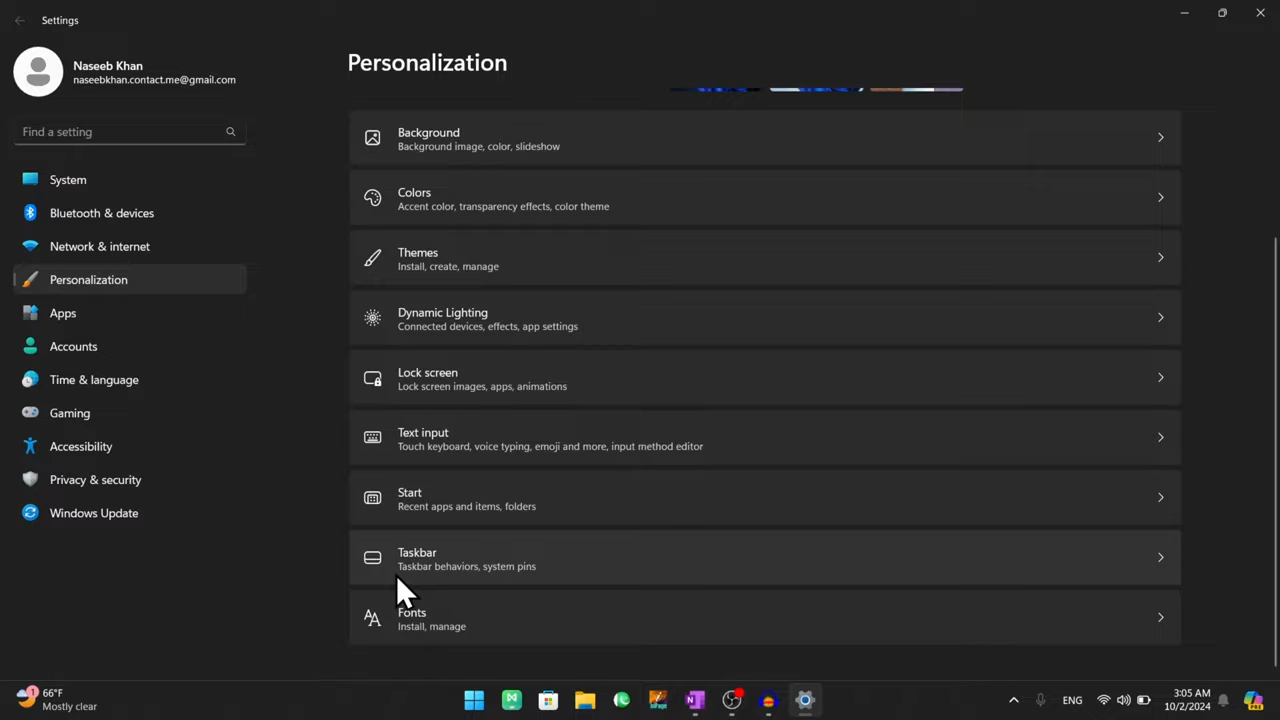 Settings
Naseeb Khan
naseebkhan.contact.me@gmail.com
Find a setting
System
Bluetooth & devices
Network & internet
Personalization
Apps
Accounts
Time & language
Gaming
Accessibility
Privacy & security
Windows Update
Personalization
Background
Background image, color, slideshow
Colors
Accent color, transparency effects, color theme
Themes
Install, create, manage
Dynamic Lighting
Connected devices, effects, app settings
Lock screen
Lock screen images, apps, animations
Text input
Touch keyboard, voice typing, emoji and more, input method editor
Start
Recent apps and items, folders
Taskbar
Taskbar behaviors, system pins
Fonts
Install, manage
1
66°F
Mostly clear
ENG
3:05 AM
10/2/2024